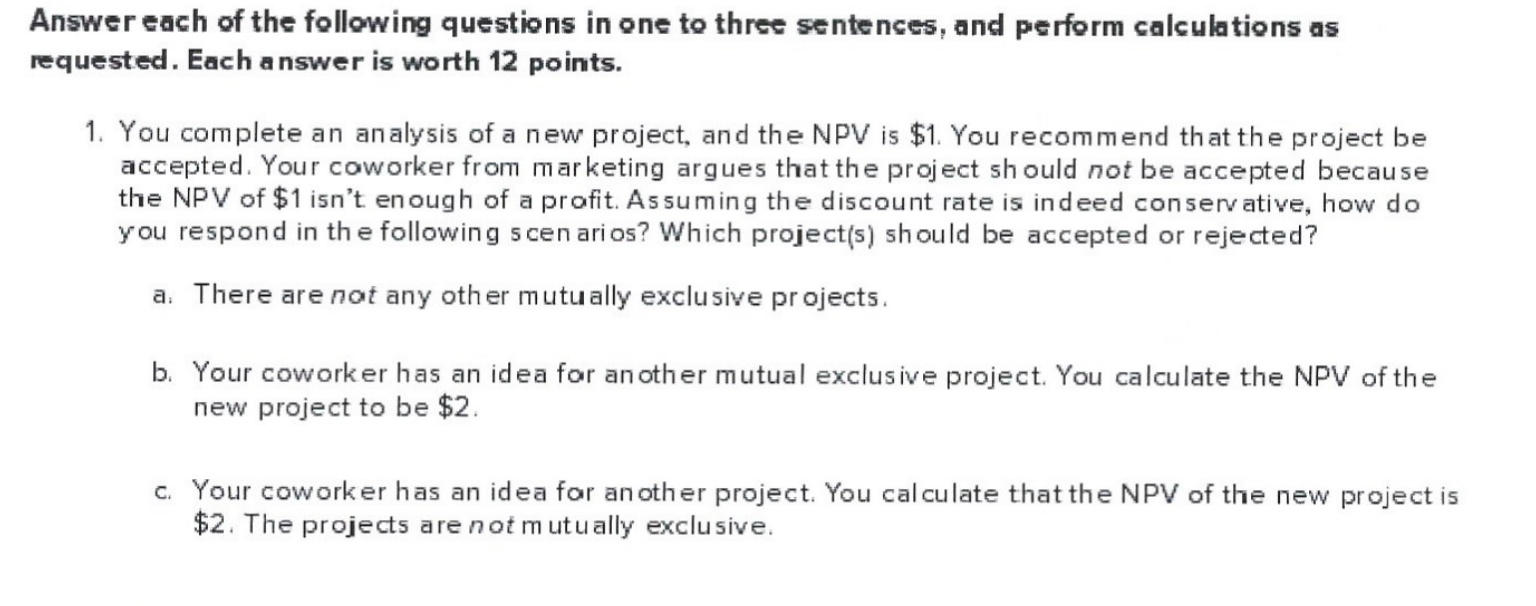 Answer each of the following questions in one to three sentences, and perform calculations as
requested. Each answer is worth 12 points.
1. You complete an analysis of a new project, and the NPV is $1. You recommend that the project be
accepted. Your coworker from marketing argues that the project should not be accepted because
the NPV of $1 isn't enough of a profit. Assuming the discount rate is indeed conservative, how do
you respond in the following scenarios? Which project(s) should be accepted or rejected?
a. There are not any other mutually exclusive projects.
b. Your coworker has an idea for another mutual exclusive project. You calculate the NPV of the
new project to be $2.
c. Your coworker has an idea for another project. You calculate that the NPV of the new project is
$2. The projects are not mutually exclusive.